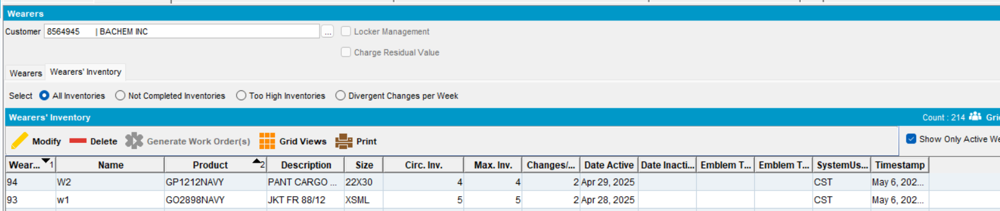 Wearers
Customer 8564945 | BACHEM INC ... Locker Management
Charge Residual Value
Wearers Wearers' Inventory
Select All Inventories Not Completed Inventories Too High Inventories Divergent Changes per Week
Wearers' Inventory Count : 214 Gri
Modify Delete Generate Work Order(s) Grid Views Print Show Only Active We
Wear... 1 Name Product 2 Description Size Circ. Inv. Max. Inv. Changes/... Date Active Date Inacti... Emblem T... Emblem T... SystemUs... Timestamp
94 W2 GP1212NAVY PANT CARGO ... 22X30 4 4 2 Apr 29, 2025 CST May 6, 202...
93 w1 GO2898NAVY JKT FR 88/12 XSML 5 5 2 Apr 28, 2025 CST May 6, 202...